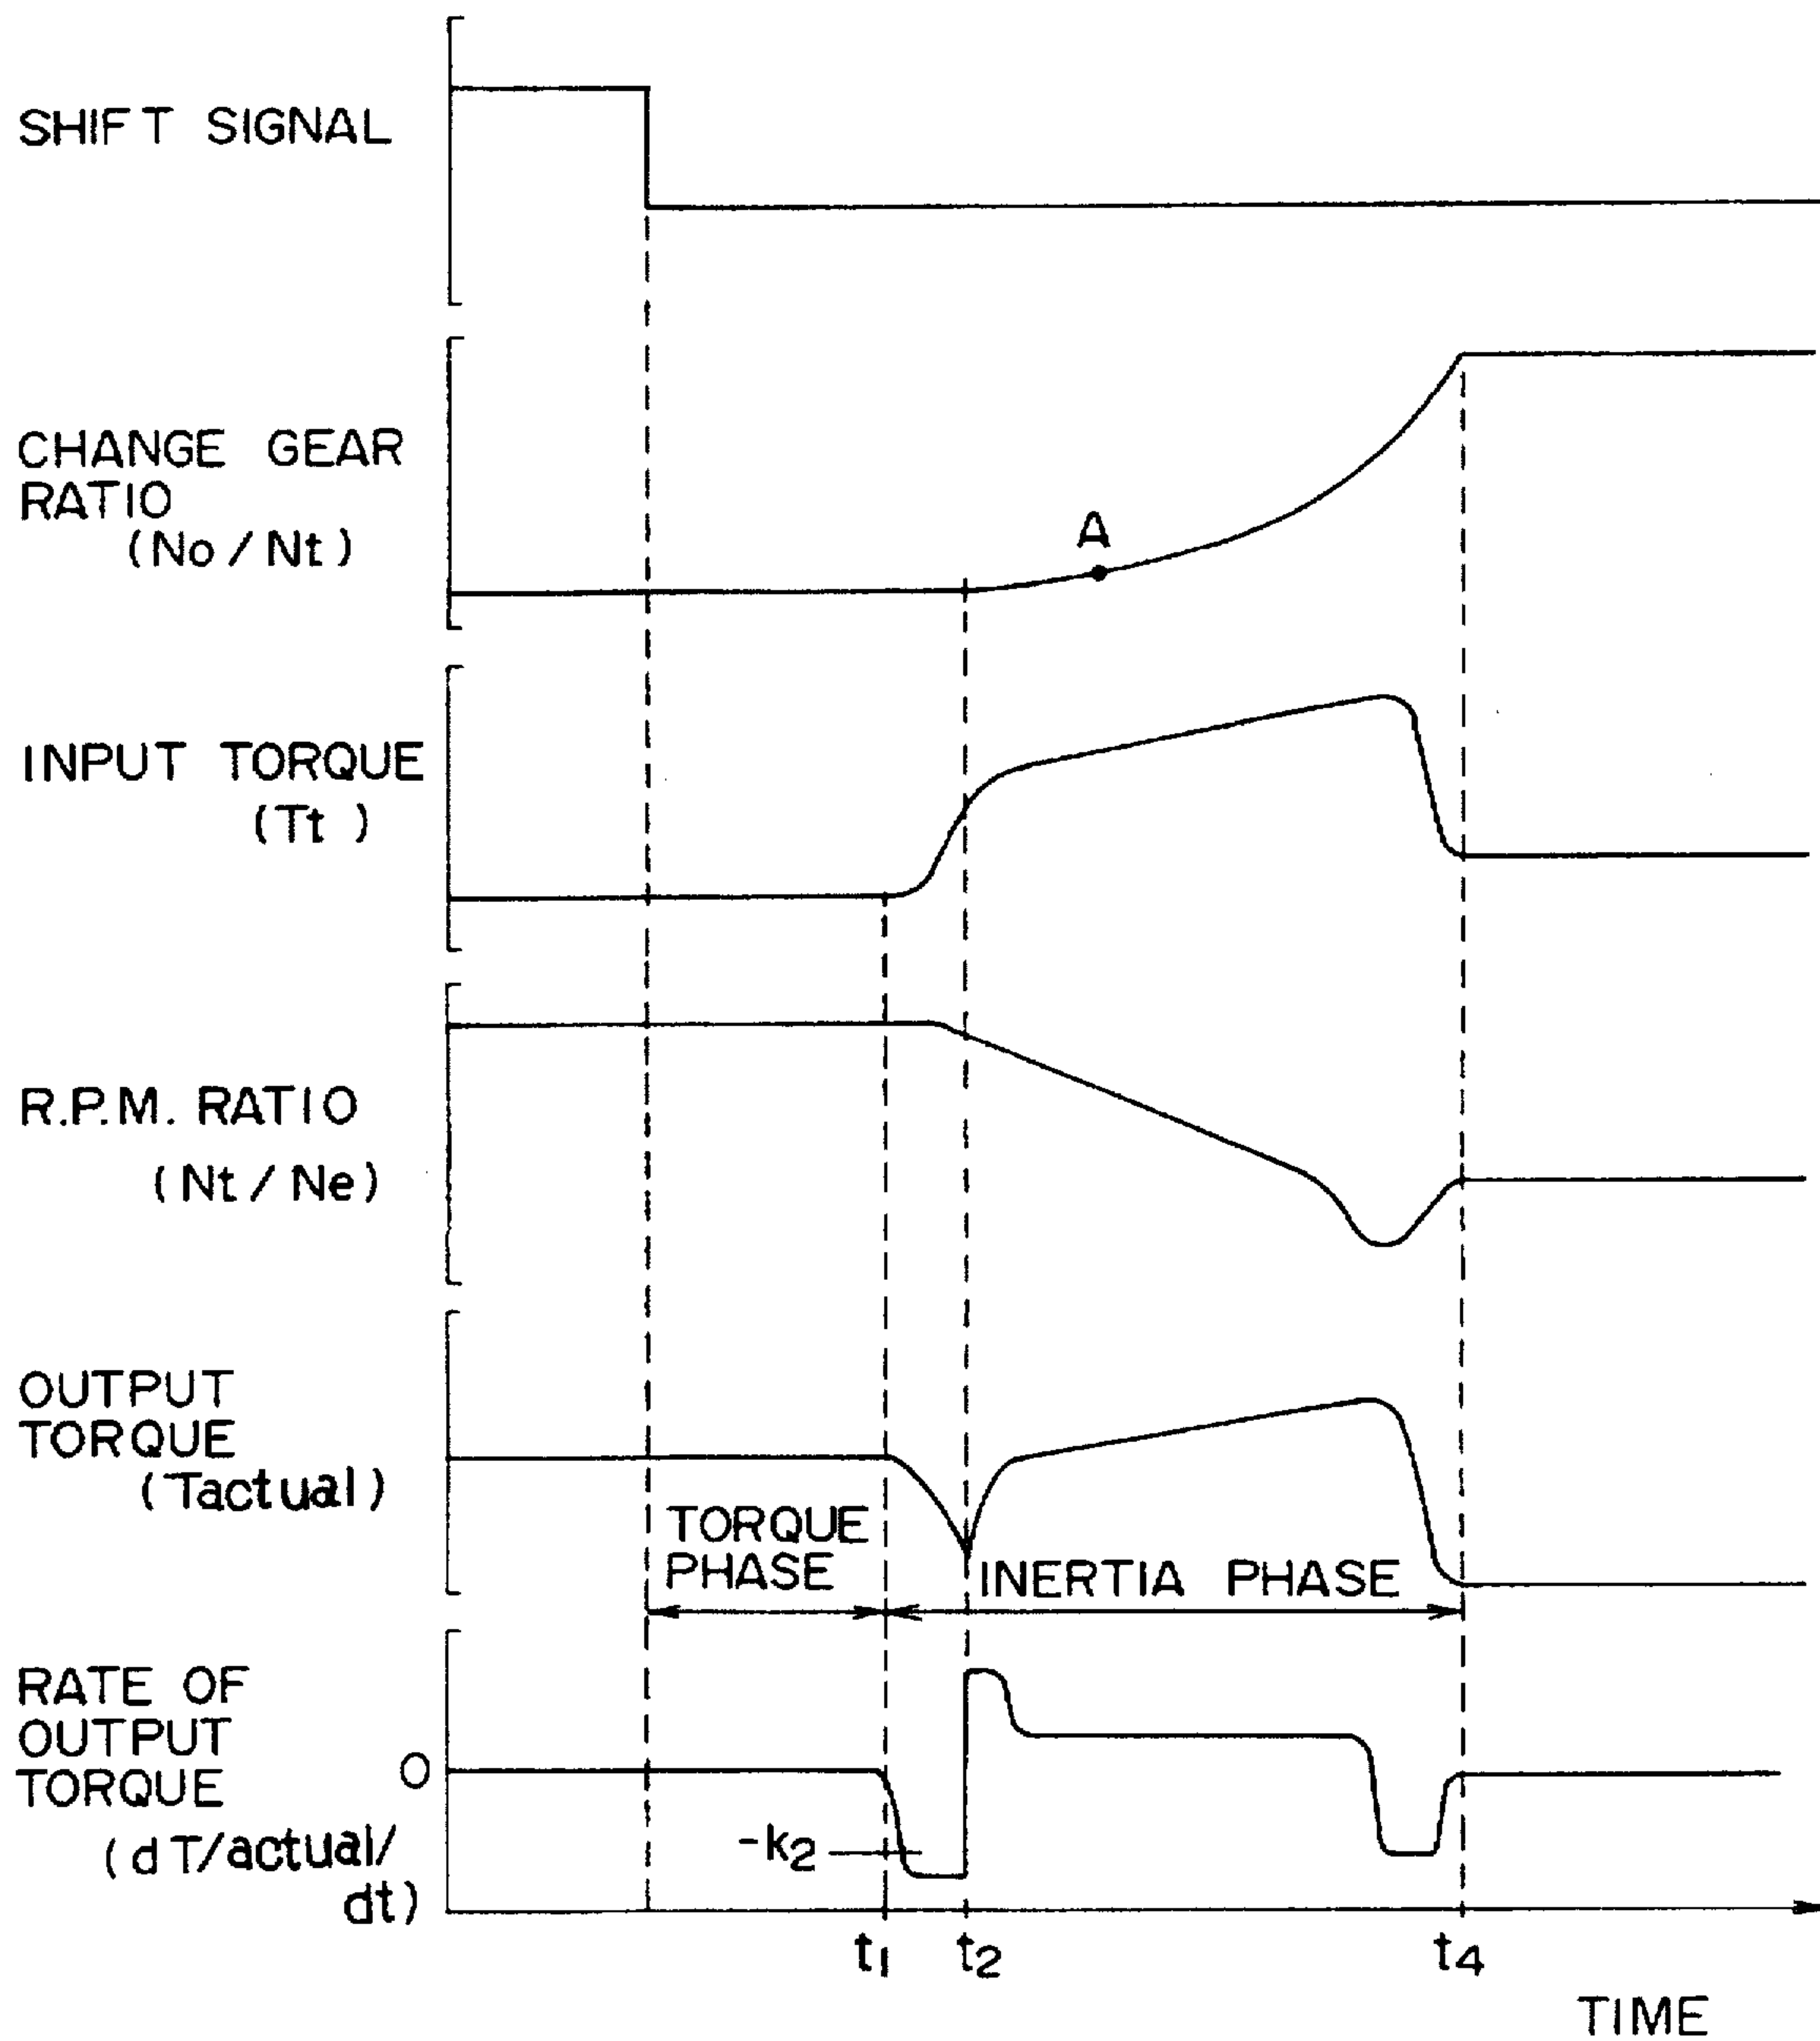 SHIFT SIGNAL
CHANGE GEAR
RATIO
(No/Nt)
A
INPUT TORQUE
(Tt)
R.P.M. RATIO
(Nt/Ne)
OUTPUT
TORQUE
(Tactual)
TORQUE
PHASE
INERTIA PHASE
RATE OF
OUTPUT
TORQUE
(dT/actual/
dt)
0
-k2
t1
t2
t4
TIME